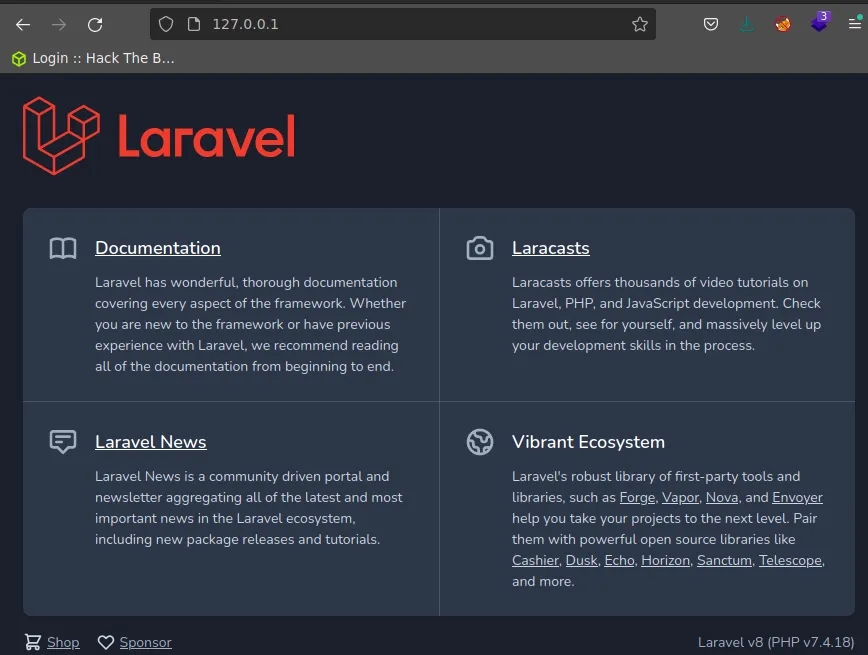 127.0.0.1
3
Login :: Hack The B...
Laravel
Documentation
Laravel has wonderful, thorough documentation
covering every aspect of the framework. Whether
you are new to the framework or have previous
experience with Laravel, we recommend reading
all of the documentation from beginning to end.
Laracasts
Laracasts offers thousands of video tutorials on
Laravel, PHP, and JavaScript development. Check
them out, see for yourself, and massively level up
your development skills in the process.
Laravel News
Laravel News is a community driven portal and
newsletter aggregating all of the latest and most
important news in the Laravel ecosystem,
including new package releases and tutorials.
Vibrant Ecosystem
Laravel's robust library of first-party tools and
libraries, such as Forge, Vapor, Nova, and Envoyer
help you take your projects to the next level. Pair
them with powerful open source libraries like
Cashier, Dusk, Echo, Horizon, Sanctum, Telescope,
and more.
Shop
Sponsor
Laravel v8 (PHP v7.4.18)